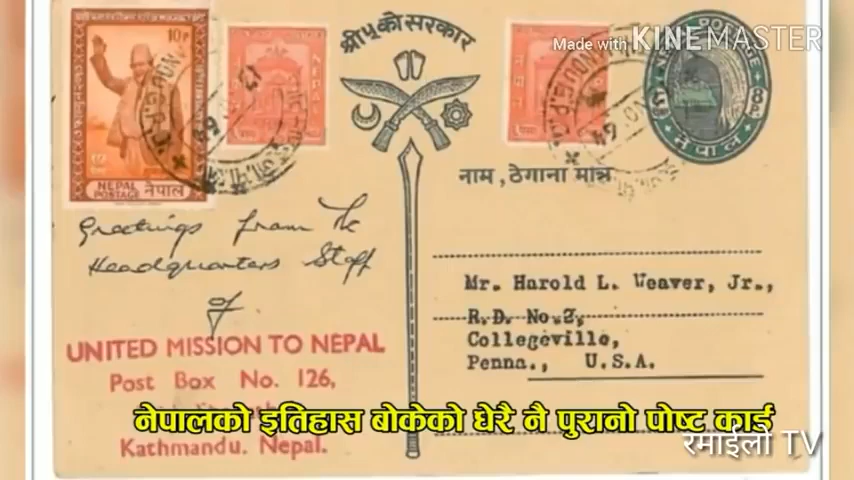 श्री ५ को सरकार
Made with KINEMASTER
10P
NEPAL
POSTAGE नेपाल
नेपाल
नाम, ठेगाना मात्र
Greetings from the
Headquarters Staff
of
UNITED MISSION TO NEPAL
Post Box No. 126,
Kathmandu, Nepal.
Mr. Harold L. Weaver, Jr.,
R.D. No.2,
Collegeville,
Penna., U.S.A.
नेपालको इतिहास बोकेको धेरै नै पुरानो पोष्ट कार्ड
रमाईलो TV